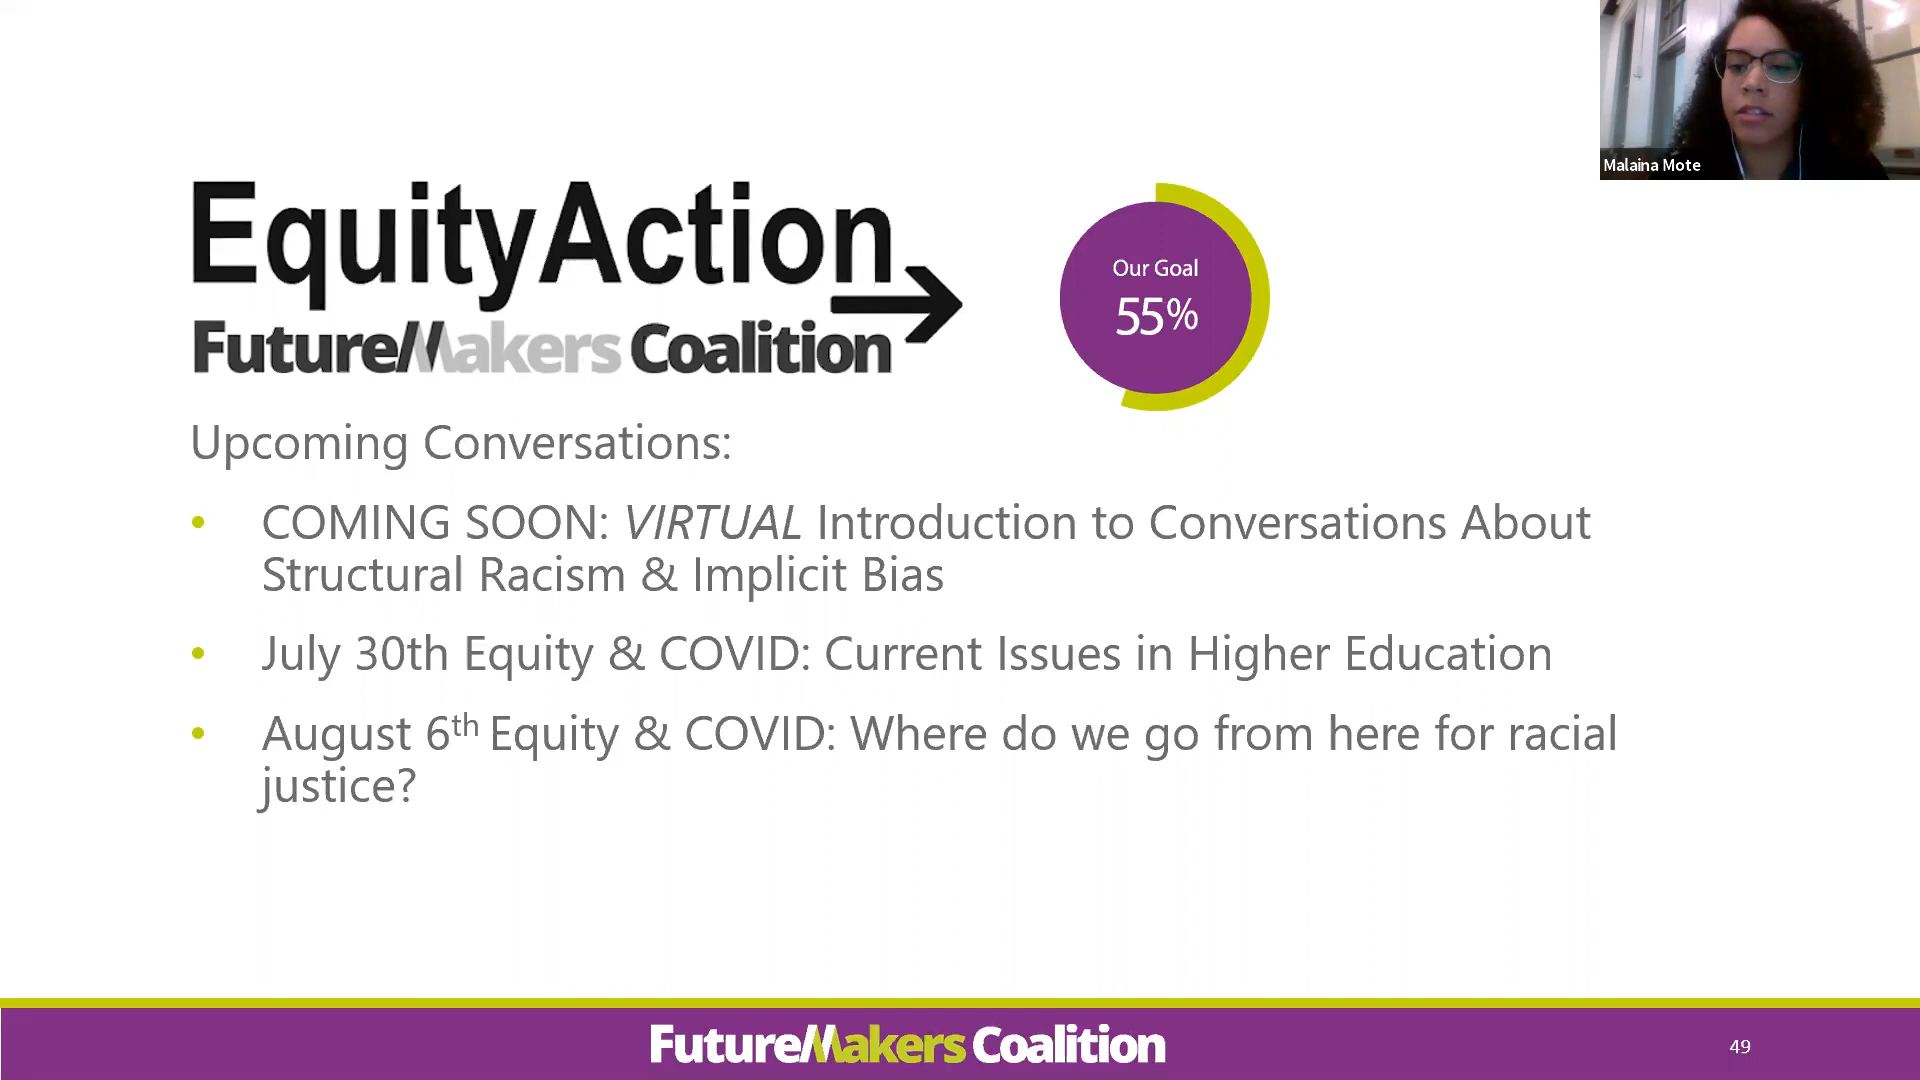 Malaina Mote
EquityAction
FutureMakers Coalition
Our Goal
55%
Upcoming Conversations:
• COMING SOON: VIRTUAL Introduction to Conversations About
Structural Racism & Implicit Bias
• July 30th Equity & COVID: Current Issues in Higher Education
• August 6th Equity & COVID: Where do we go from here for racial
justice?
FutureMakers Coalition
49